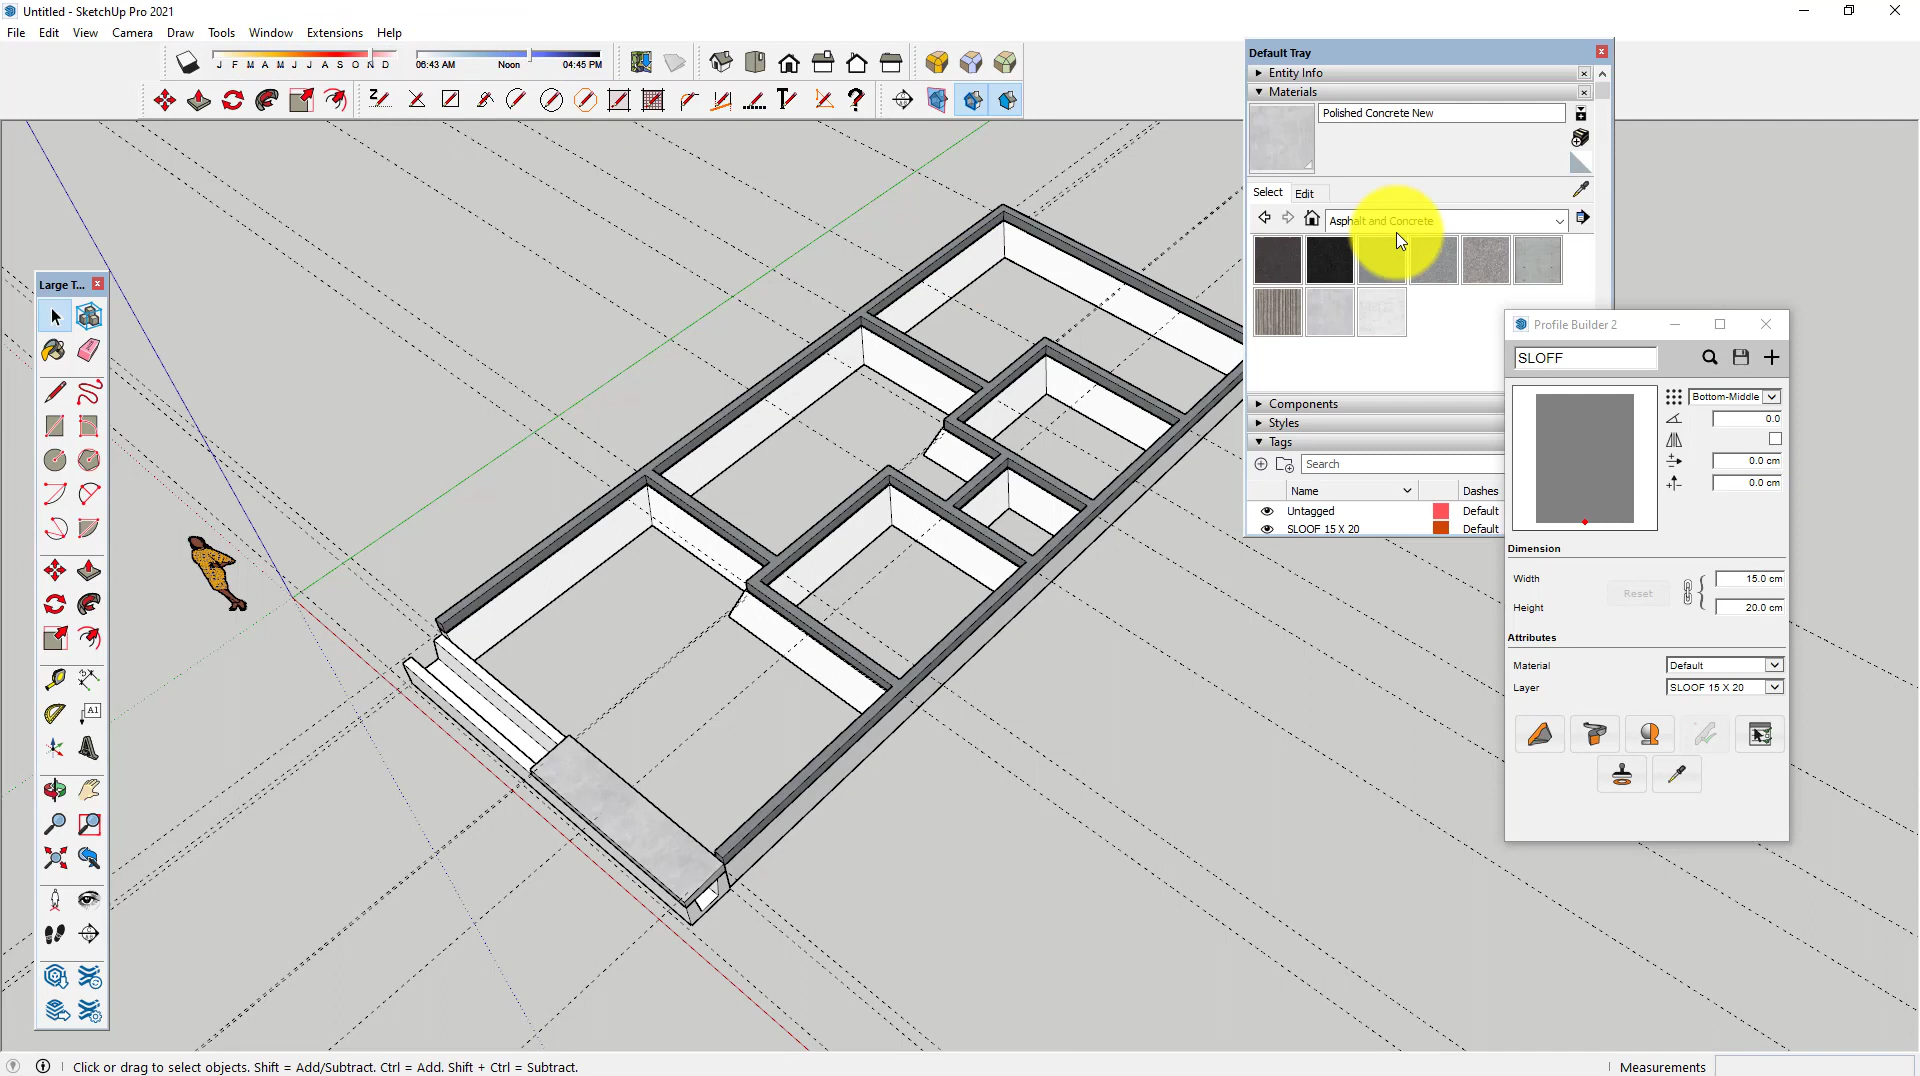 Untitled - SketchUp Pro 2021
File Edit View Camera Draw Tools Window Extensions Help
J F M A M J J A S O N D
06:43 AM Noon 04:45 PM
Default Tray
Entity Info
Materials
Polished Concrete New
Select Edit
Asphalt and Concrete
Components
Styles
Tags
Search
Name Dashes
Untagged Default
SLOOF 15 X 20 Default
Large T...
A1
Profile Builder 2
SLOFF
Bottom-Middle
0.0
0.0 cm
0.0 cm
Dimension
Width 15.0 cm
Reset
Height 20.0 cm
Attributes
Material Default
Layer SLOOF 15 X 20
Click or drag to select objects. Shift = Add/Subtract. Ctrl = Add. Shift + Ctrl = Subtract.
Measurements